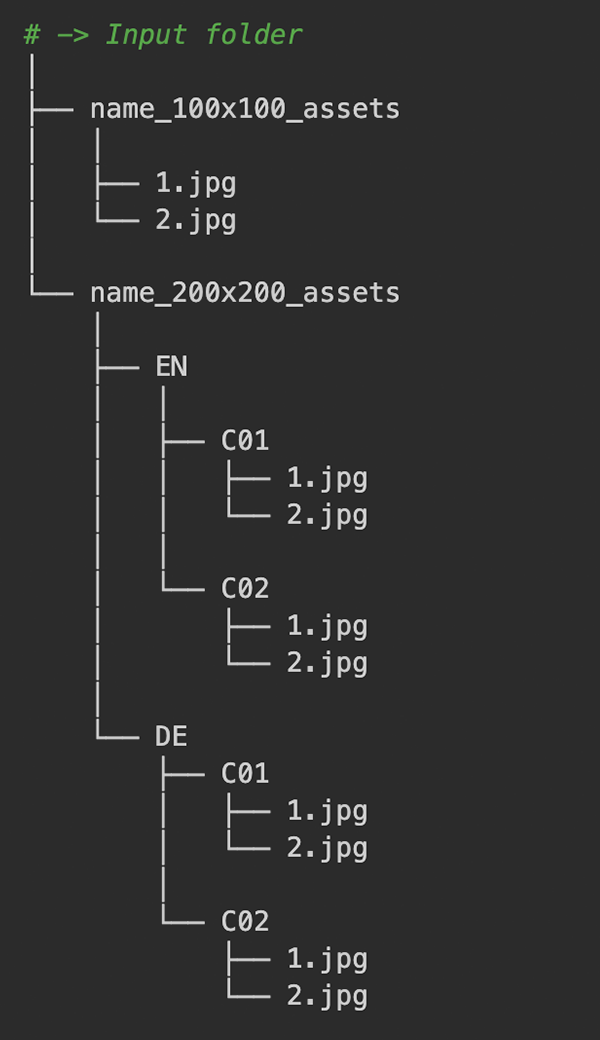 # -> Input folder
name_100x100_assets
1.jpg
2.jpg
name_200x200_assets
EN
C01
1.jpg
2.jpg
C02
1.jpg
2.jpg
DE
C01
1.jpg
2.jpg
C02
1.jpg
2.jpg